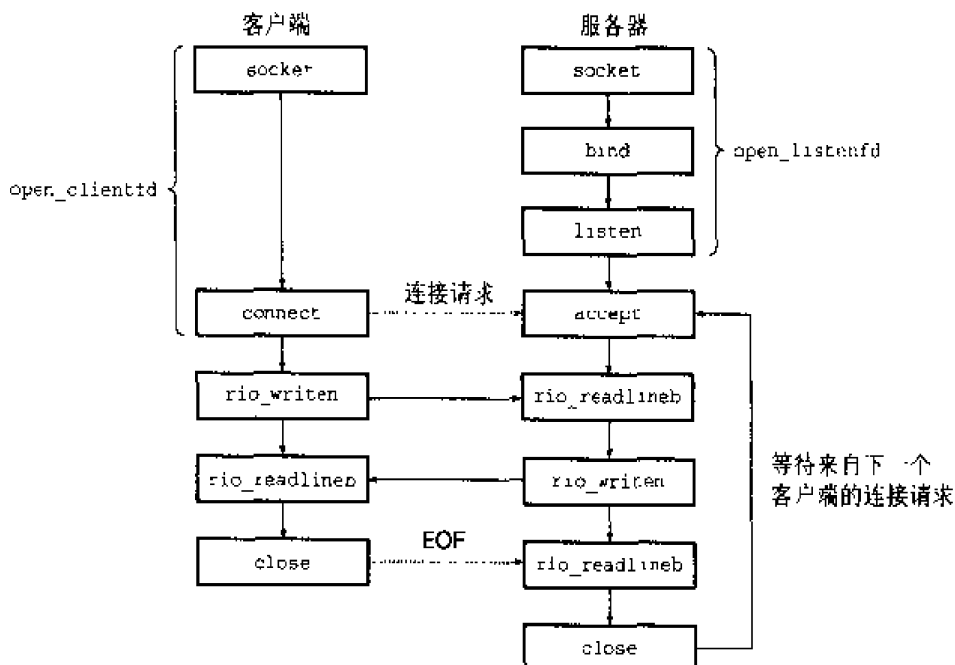 客户端
服务器
socket
socket
bind
open_listenfd
open_clientfd
listen
连接请求
connect
accept
rio_writen
rio_readlineb
等待来自下一个
客户端的连接请求
rio_readlineb
rio_writen
EOF
close
rio_readlineb
close